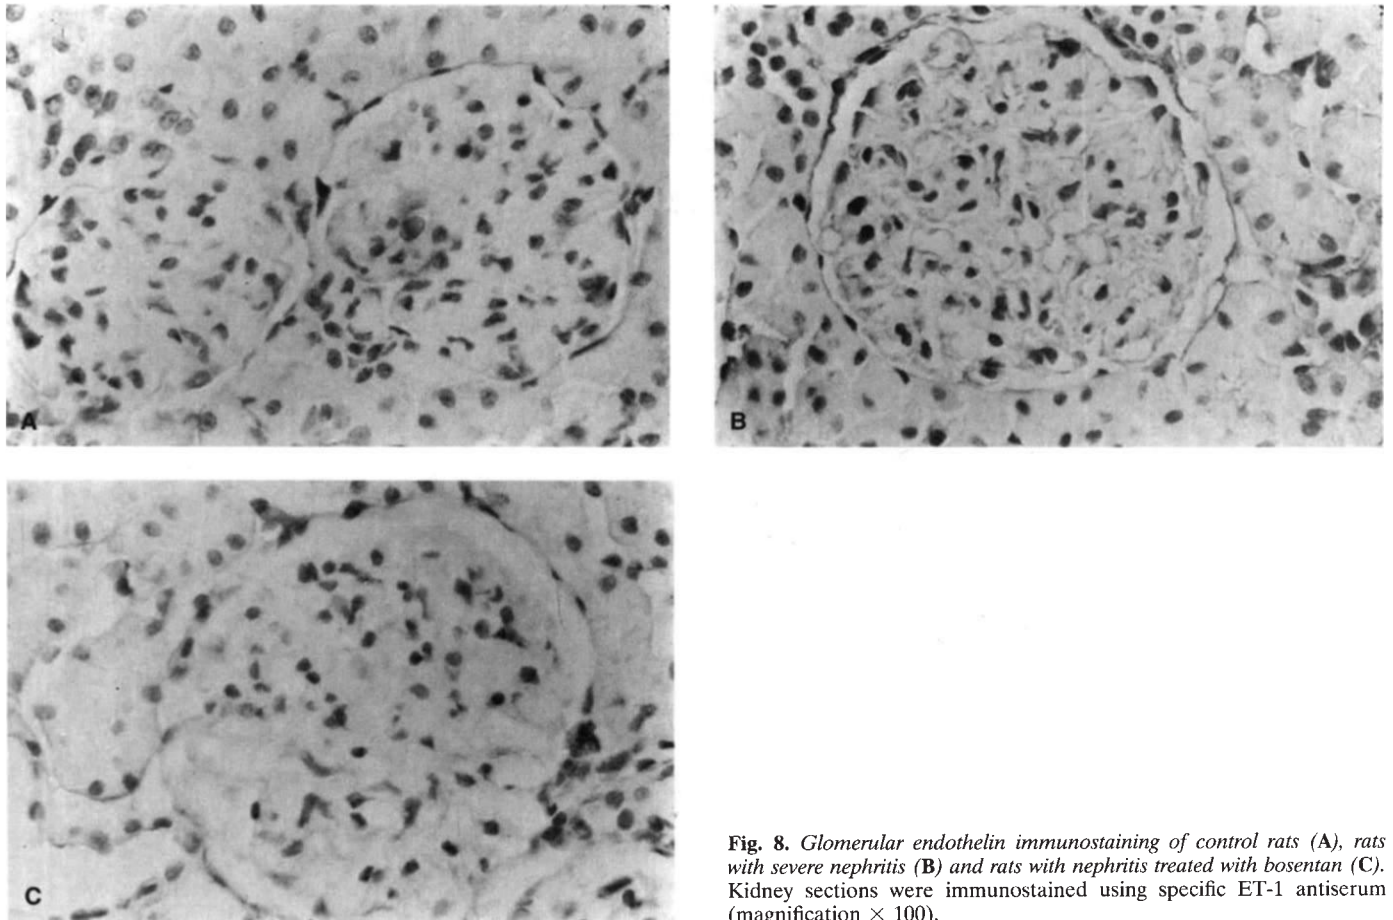 A
B
C
Fig. 8. Glomerular endothelin immunostaining of control rats (A), rats
with severe nephritis (B) and rats with nephritis treated with bosentan (C).
Kidney sections were immunostained using specific ET-1 antiserum
(magnification × 100).